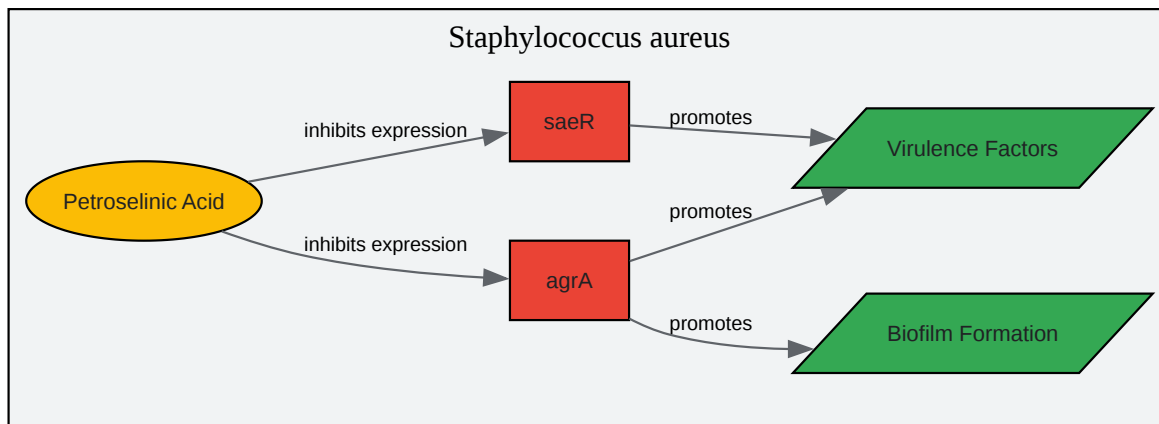 Staphylococcus aureus
inhibits expression
saeR
promotes
Virulence Factors
Petroselinic Acid
promotes
inhibits expression
agrA
promotes
Biofilm Formation